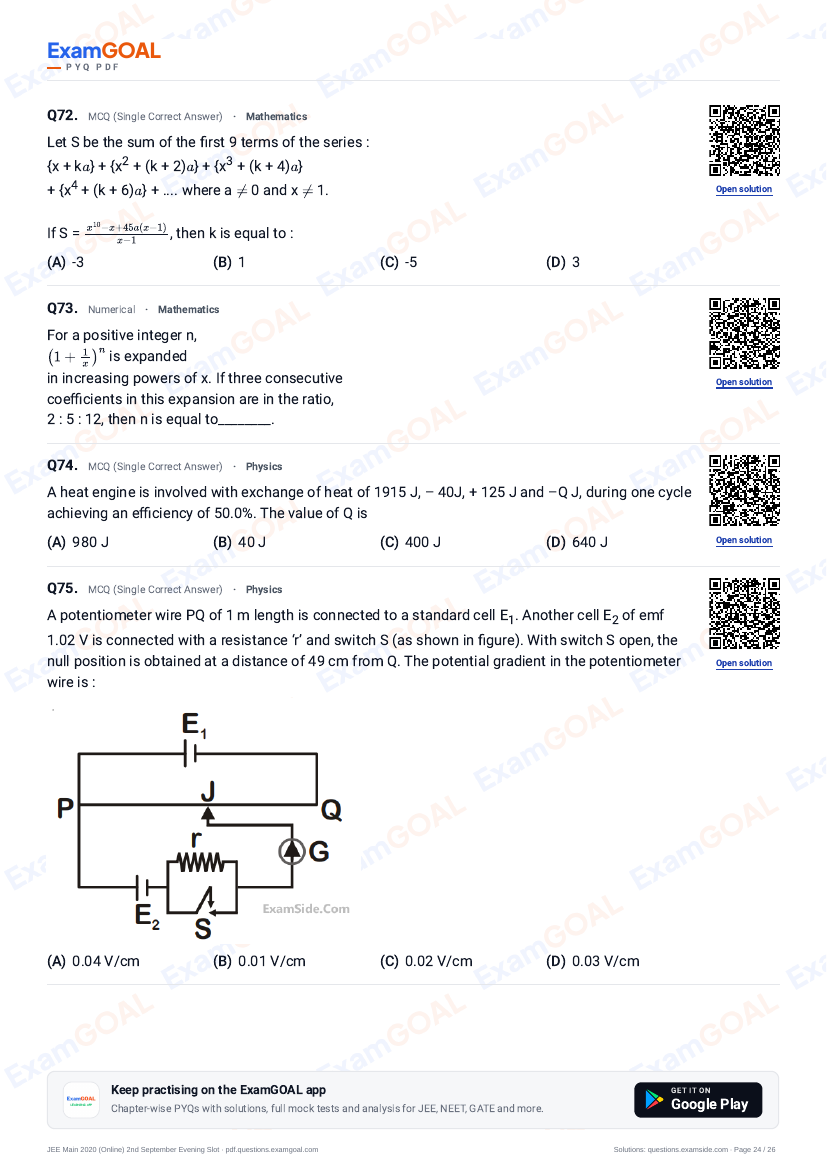 ExamGOAL
PYQ PDF
Q72. MCQ (Single Correct Answer) · Mathematics
Let S be the sum of the first 9 terms of the series :
{x + ka} + {x² + (k + 2)a} + {x³ + (k + 4)a}
+ {x⁴ + (k + 6)a} + .... where a ≠ 0 and x ≠ 1.
If S = (x¹⁰−x+45a(x−1))/(x−1), then k is equal to :
(A) -3 (B) 1 (C) -5 (D) 3
Open solution
Q73. Numerical · Mathematics
For a positive integer n,
(1 + 1/x)ⁿ is expanded
in increasing powers of x. If three consecutive
coefficients in this expansion are in the ratio,
2 : 5 : 12, then n is equal to________.
Open solution
Q74. MCQ (Single Correct Answer) · Physics
A heat engine is involved with exchange of heat of 1915 J, − 40J, + 125 J and −Q J, during one cycle
achieving an efficiency of 50.0%. The value of Q is
(A) 980 J (B) 40 J (C) 400 J (D) 640 J
Open solution
Q75. MCQ (Single Correct Answer) · Physics
A potentiometer wire PQ of 1 m length is connected to a standard cell E₁. Another cell E₂ of emf
1.02 V is connected with a resistance ‘r’ and switch S (as shown in figure). With switch S open, the
null position is obtained at a distance of 49 cm from Q. The potential gradient in the potentiometer
wire is :
Open solution
E₁
P
J
Q
r
G
E₂
S
ExamSide.Com
(A) 0.04 V/cm (B) 0.01 V/cm (C) 0.02 V/cm (D) 0.03 V/cm
ExamGOAL
Keep practising on the ExamGOAL app
Chapter-wise PYQs with solutions, full mock tests and analysis for JEE, NEET, GATE and more.
GET IT ON
Google Play
JEE Main 2020 (Online) 2nd September Evening Slot · pdf.questions.examgoal.com
Solutions: questions.examside.com · Page 24 / 26